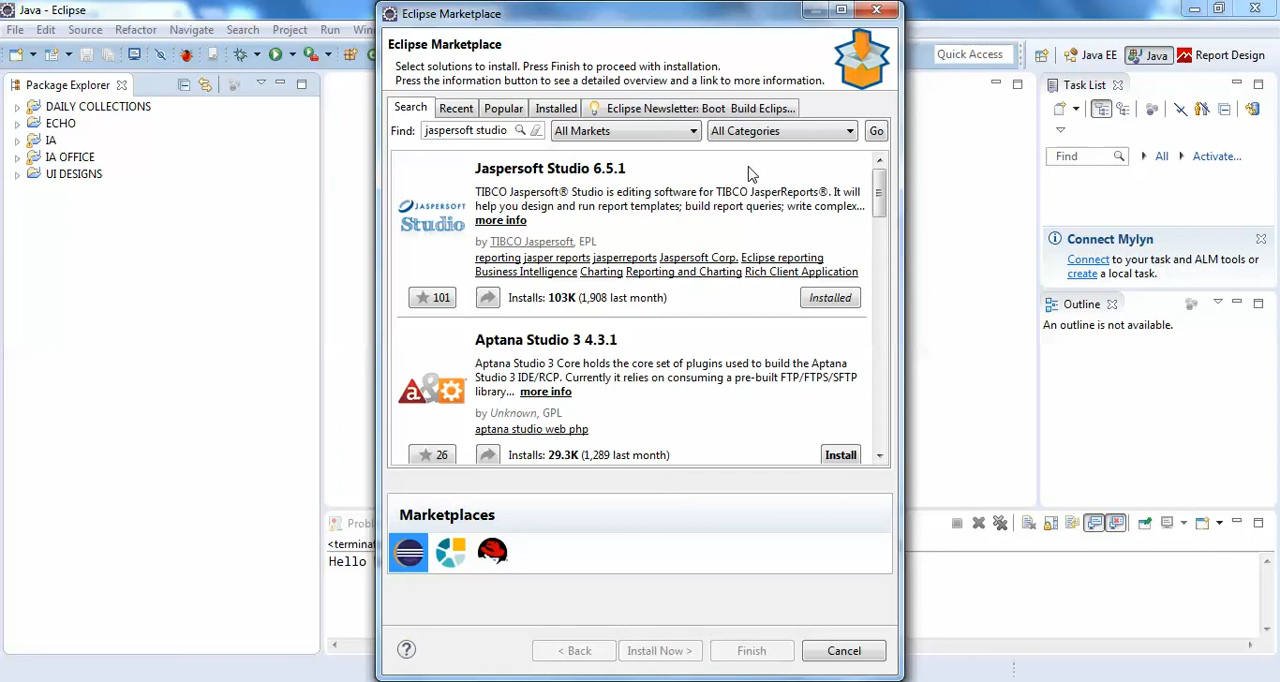 Java - Eclipse
File Edit Source Refactor Navigate Search Project Run
Quick Access Java EE Java Report Design
Package Explorer
DAILY COLLECTIONS
ECHO
IA
IA OFFICE
UI DESIGNS
Eclipse Marketplace
Eclipse Marketplace
Select solutions to install. Press Finish to proceed with installation.
Press the information button to see a detailed overview and a link to more information.
Search Recent Popular Installed Eclipse Newsletter: Boot Build Eclips...
Find: jaspersoft studio All Markets All Categories Go
Jaspersoft Studio 6.5.1
TIBCO Jaspersoft® Studio is editing software for TIBCO JasperReports®. It will
help you design and run report templates; build report queries; write complex...
more info
JASPERSOFT
Studio
by TIBCO Jaspersoft, EPL
reporting jasper reports jasperreports Jaspersoft Corp. Eclipse reporting
Business Intelligence Charting Reporting and Charting Rich Client Application
101 Installs: 103K (1,908 last month) Installed
Aptana Studio 3 4.3.1
Aptana Studio 3 Core holds the core set of plugins used to build the Aptana
Studio 3 IDE/RCP. Currently it relies on consuming a pre-built FTP/FTPS/SFTP
library... more info
a&
by Unknown, GPL
aptana studio web php
26 Installs: 29.3K (1,289 last month) Install
Marketplaces
? < Back Install Now > Finish Cancel
Task List
Find All Activate...
Connect Mylyn
Connect to your task and ALM tools or
create a local task.
Outline
An outline is not available.
Hello